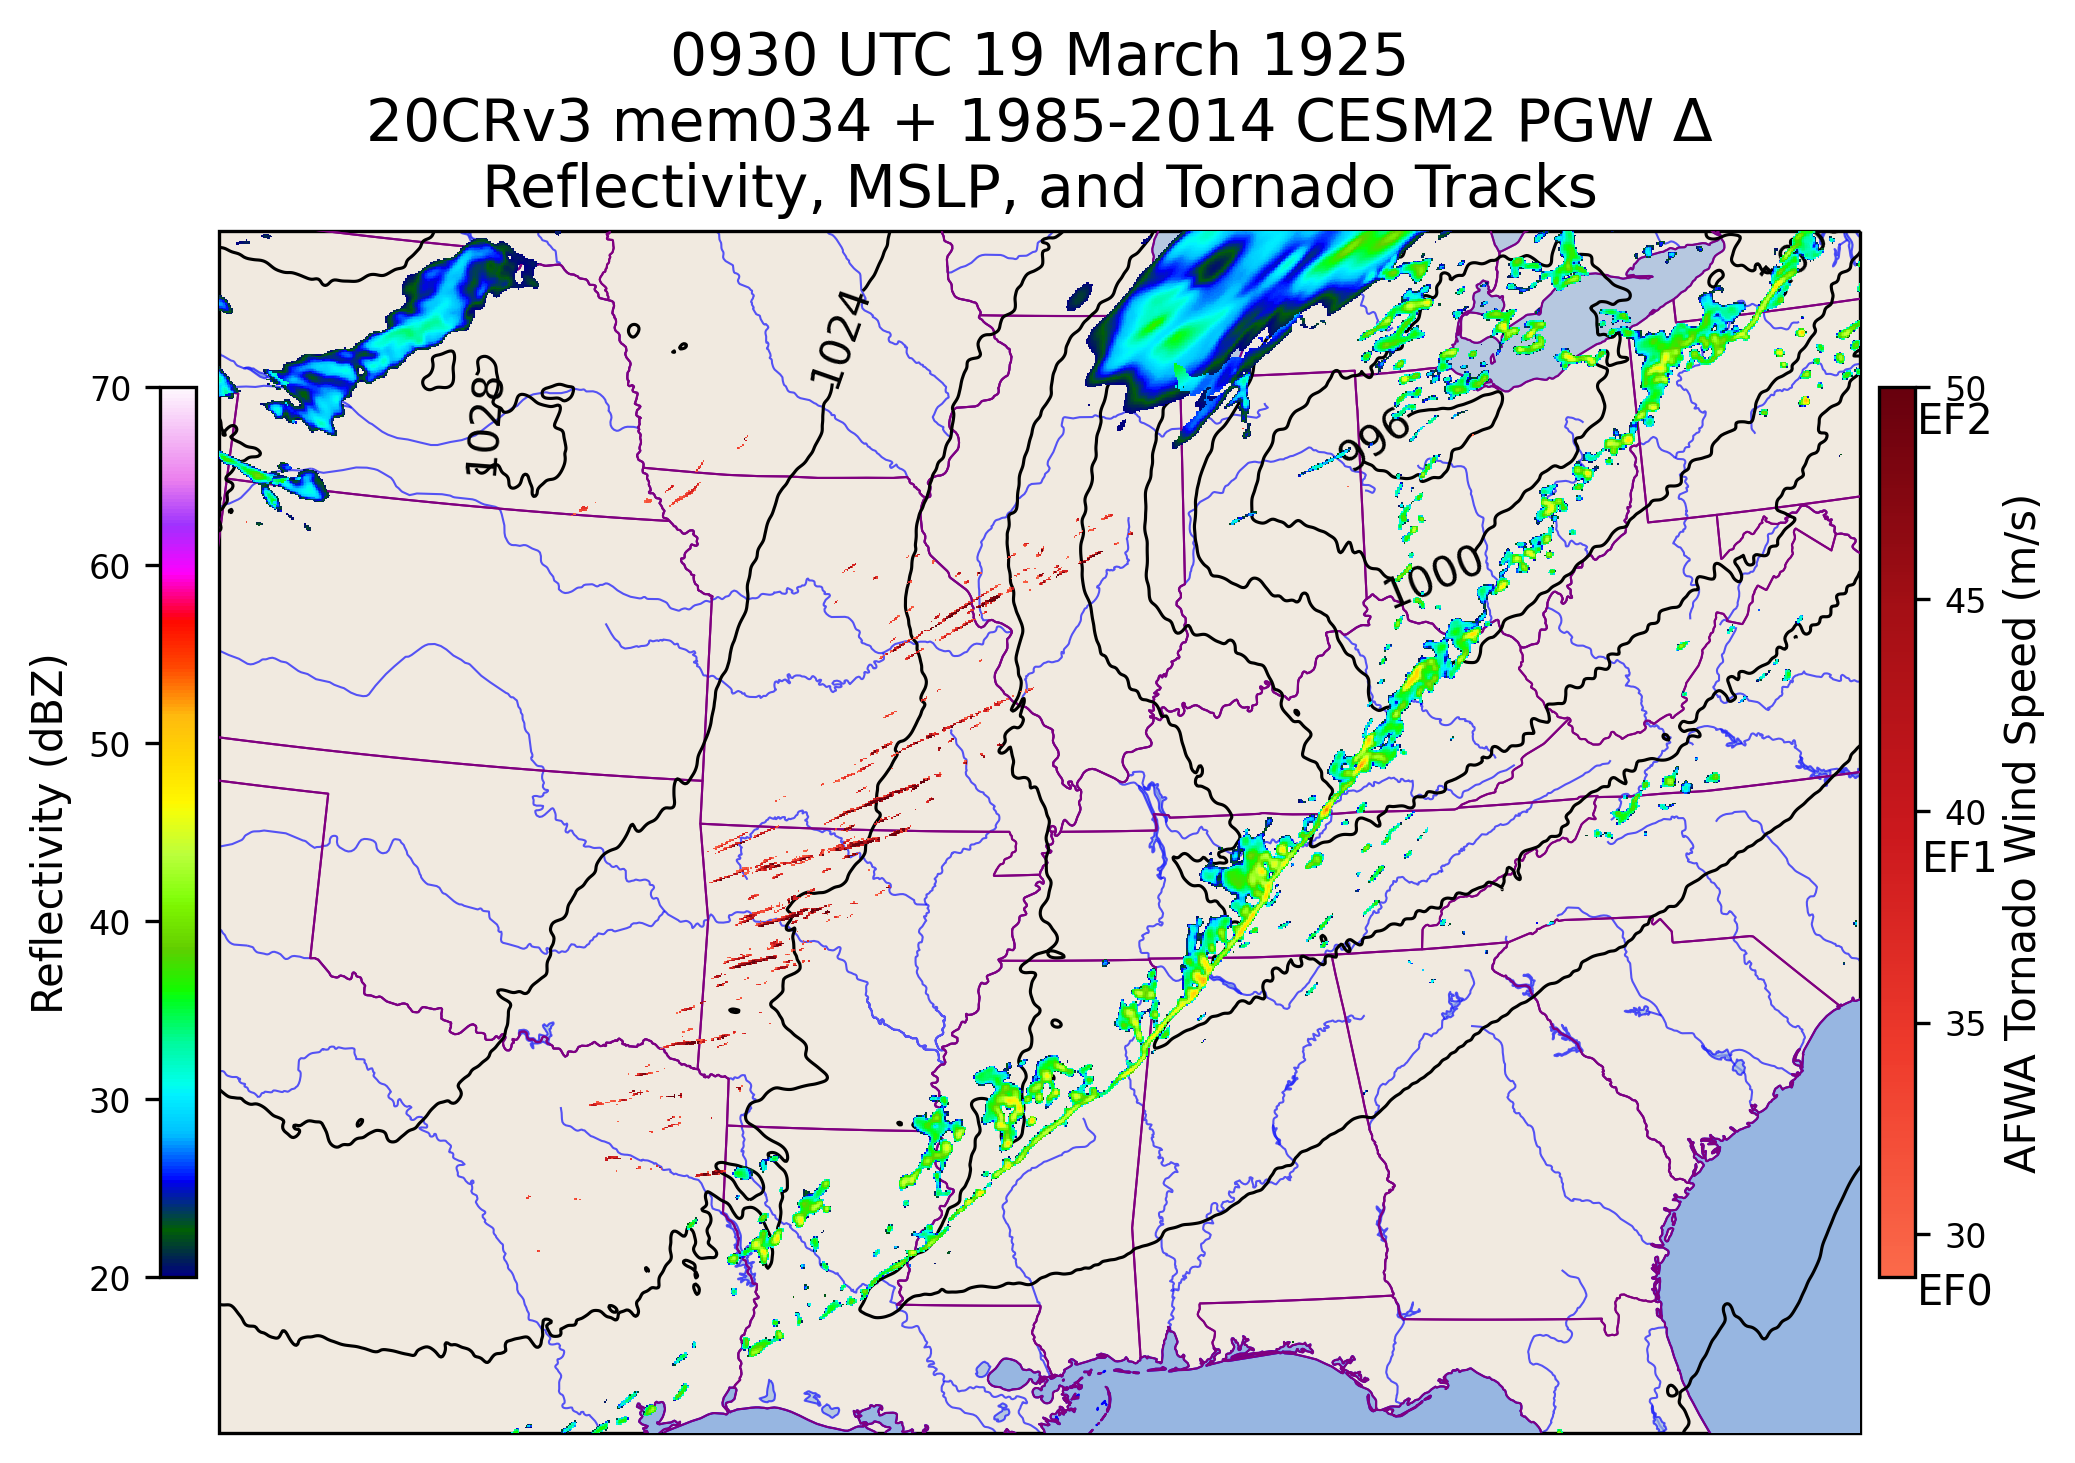 0930 UTC 19 March 1925
20CRv3 mem034 + 1985-2014 CESM2 PGW Δ
Reflectivity, MSLP, and Tornado Tracks
Reflectivity (dBZ)
70
60
50
40
30
20
1024
1028
996
1000
50
EF2
45
40
EF1
35
30
EF0
AFWA Tornado Wind Speed (m/s)